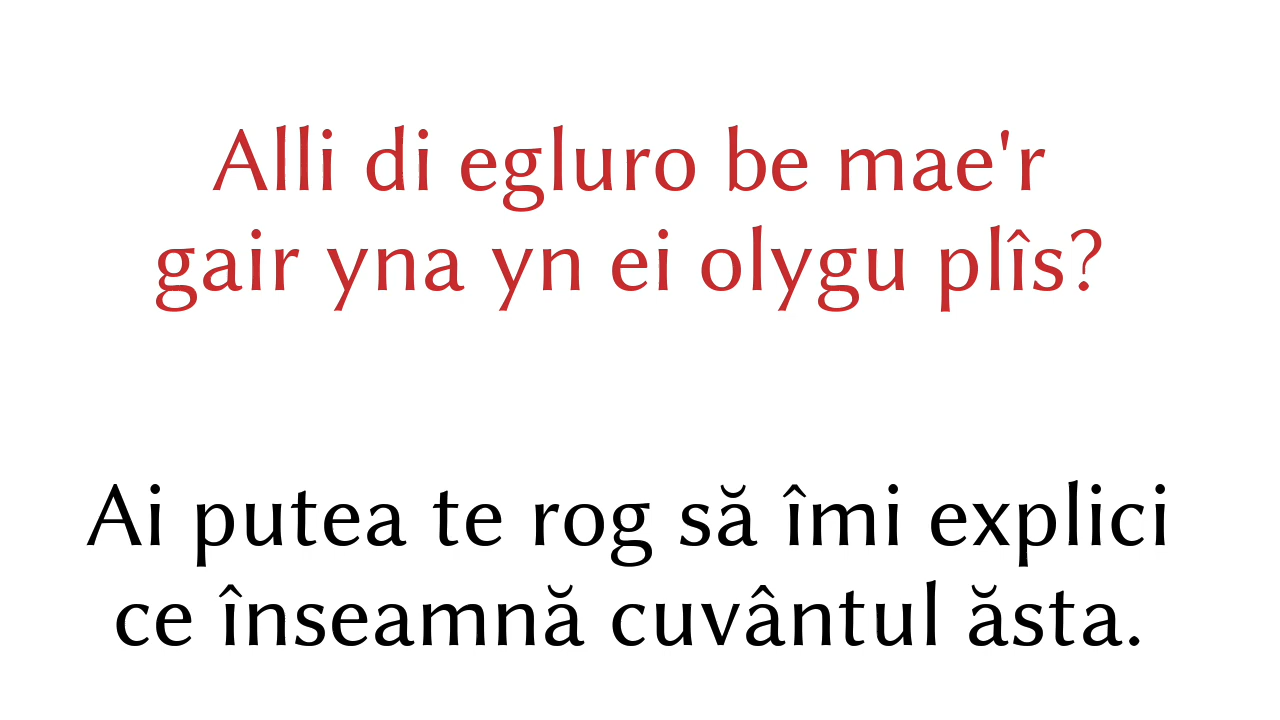 Alli di egluro be mae'r
gair yna yn ei olygu plîs?
Ai putea te rog să îmi explici
ce înseamnă cuvântul ăsta.